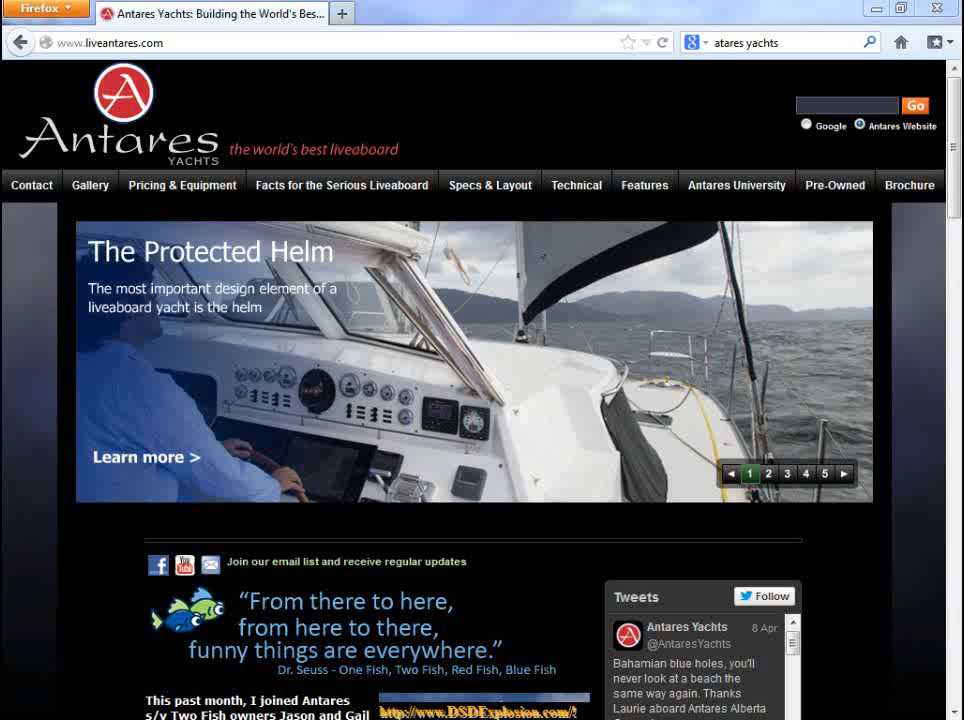 Firefox
Antares Yachts: Building the World's Bes...
www.liveantares.com
atares yachts
A
Antares
YACHTS
the world's best liveaboard
Go
Google
Antares Website
Contact
Gallery
Pricing & Equipment
Facts for the Serious Liveaboard
Specs & Layout
Technical
Features
Antares University
Pre-Owned
Brochure
The Protected Helm
The most important design element of a
liveaboard yacht is the helm
Learn more >
1 2 3 4 5
Join our email list and receive regular updates
“From there to here,
from here to there,
funny things are everywhere.”
Dr. Seuss - One Fish, Two Fish, Red Fish, Blue Fish
Tweets
Follow
Antares Yachts 8 Apr
@AntaresYachts
Bahamian blue holes, you'll
never look at a beach the
same way again. Thanks
Laurie aboard Antares Alberta
This past month, I joined Antares
s/v Two Fish owners Jason and Gail
http://www.DSDExplosion.com/!